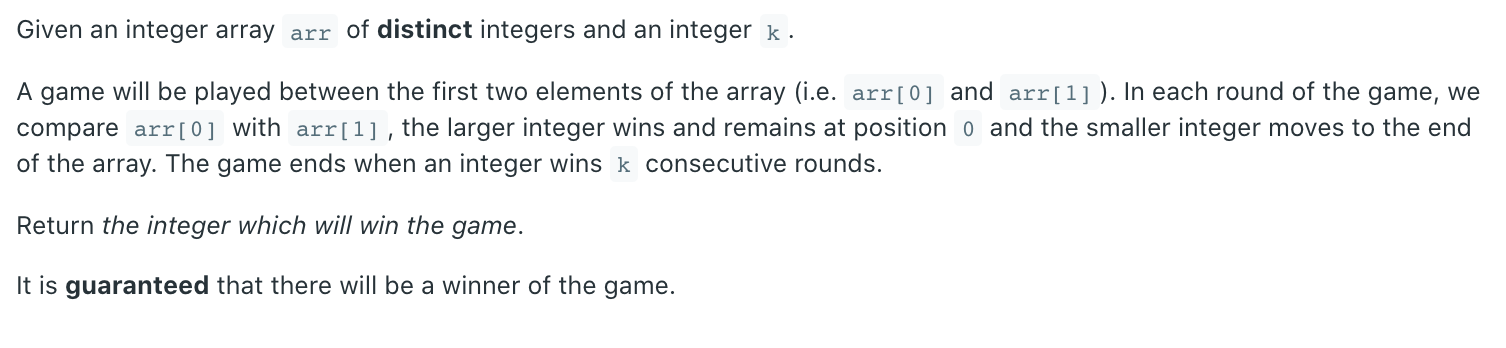 Given an integer array arr of distinct integers and an integer k.
A game will be played between the first two elements of the array (i.e. arr[0] and arr[1]). In each round of the game, we
compare arr[0] with arr[1], the larger integer wins and remains at position 0 and the smaller integer moves to the end
of the array. The game ends when an integer wins k consecutive rounds.
Return the integer which will win the game.
It is guaranteed that there will be a winner of the game.